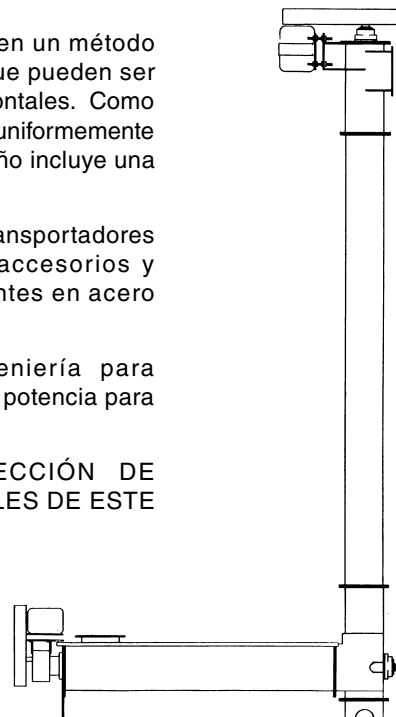 en un método
ue pueden ser
ontales. Como
uniformemente
ño incluye una
ansportadores
accesorios y
ntes en acero
eniería para
potencia para
ECCIÓN DE
LES DE ESTE